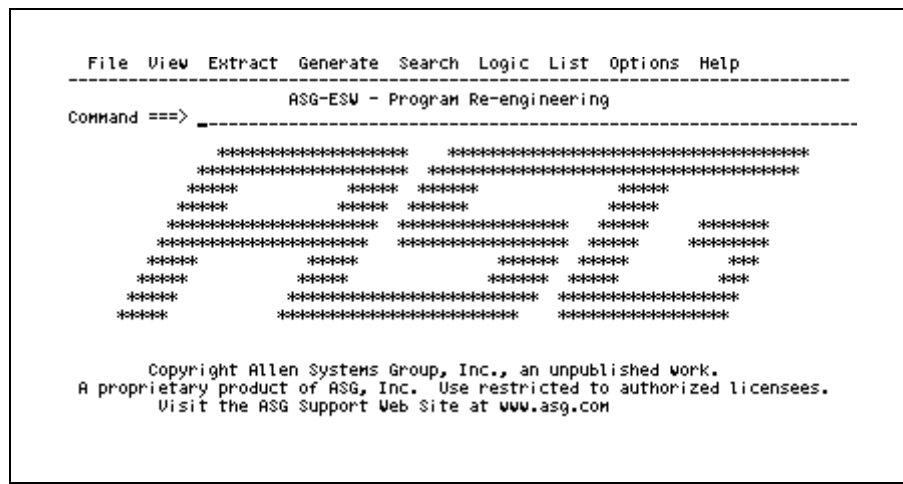 File View Extract Generate Search Logic List Options Help
ASG-ESW - Program Re-engineering
Command ===>
ASG
Copyright Allen Systems Group, Inc., an unpublished work.
A proprietary product of ASG, Inc. Use restricted to authorized licensees.
Visit the ASG Support Web Site at www.asg.com